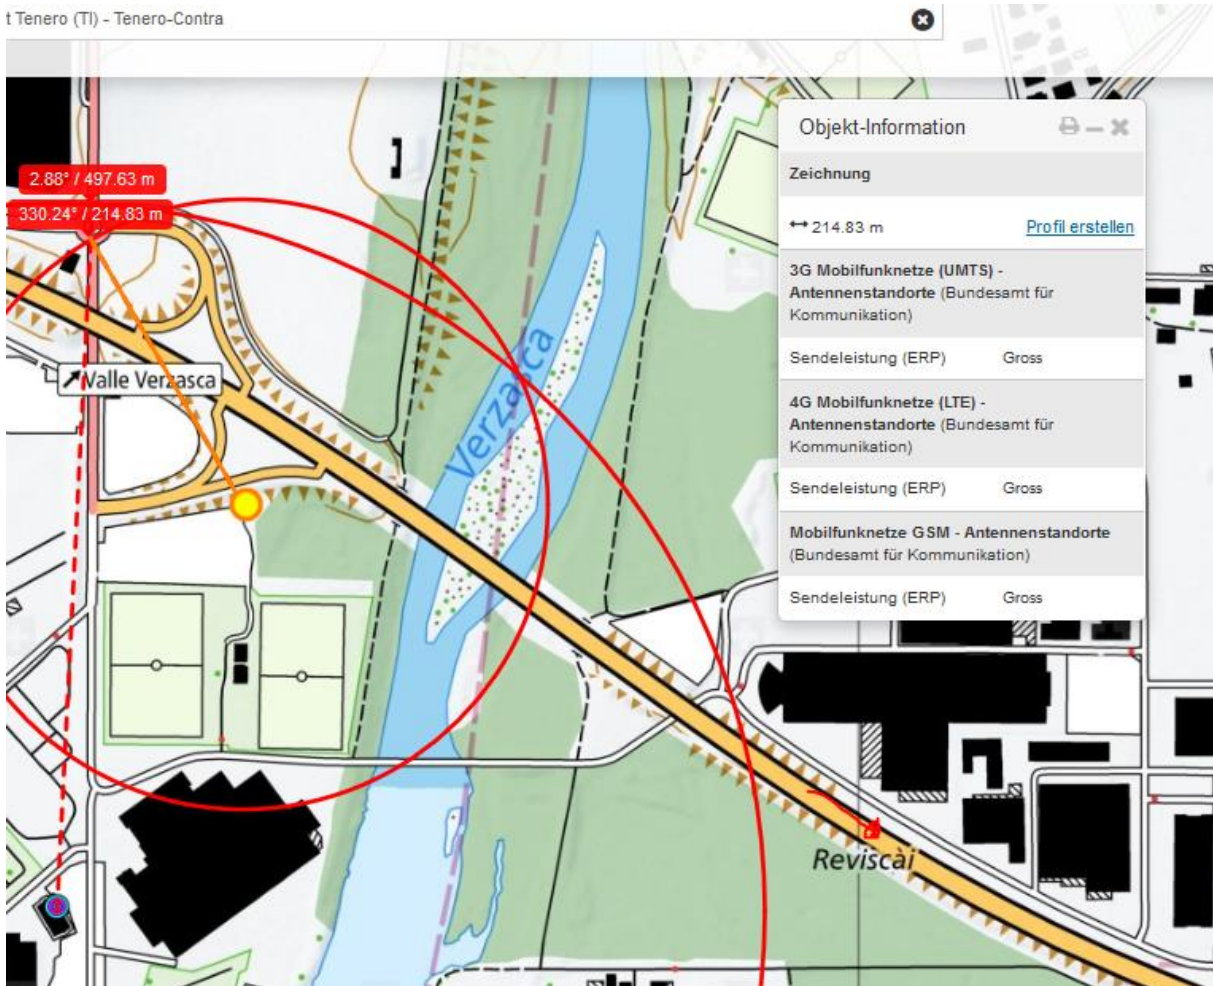 t Tenero (TI) - Tenero-Contra
Objekt-Information
Zeichnung
214.83 m Profil erstellen
3G Mobilfunknetze (UMTS) -
Antennenstandorte (Bundesamt für
Kommunikation)
Sendeleistung (ERP) Gross
4G Mobilfunknetze (LTE) -
Antennenstandorte (Bundesamt für
Kommunikation)
Sendeleistung (ERP) Gross
Mobilfunknetze GSM - Antennenstandorte
(Bundesamt für Kommunikation)
Sendeleistung (ERP) Gross
2.88° / 497.63 m
330.24° / 214.83 m
Valle Verzasca
Verzasca
Reviscài